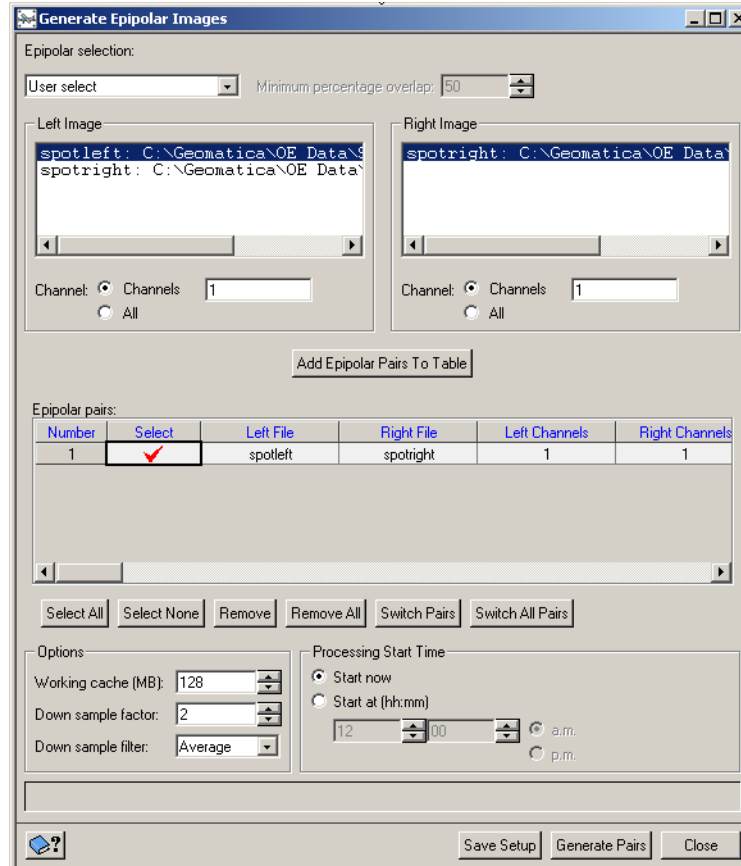 Generate Epipolar Images
Epipolar selection:
User select Minimum percentage overlap: 50
Left Image Right Image
spotleft: C:\Geomatica\OE Data\S spotright: C:\Geomatica\OE Data\
spotright: C:\Geomatica\OE Data\
Channel: Channels 1 Channel: Channels 1
All All
Add Epipolar Pairs To Table
Epipolar pairs:
Number Select Left File Right File Left Channels Right Channels
1 spotleft spotright 1 1
Select All Select None Remove Remove All Switch Pairs Switch All Pairs
Options Processing Start Time
Working cache (MB): 128 Start now
Down sample factor: 2 Start at (hh:mm)
12 00 a.m.
Down sample filter: Average p.m.
? Save Setup Generate Pairs Close